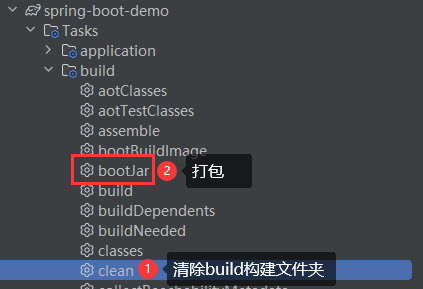 spring-boot-demo
Tasks
application
build
aotClasses
aotTestClasses
assemble
bootBuildImage
bootJar 2 打包
build
buildDependents
buildNeeded
classes
clean 1 清除build构建文件夹
collectReachabilityMetadata